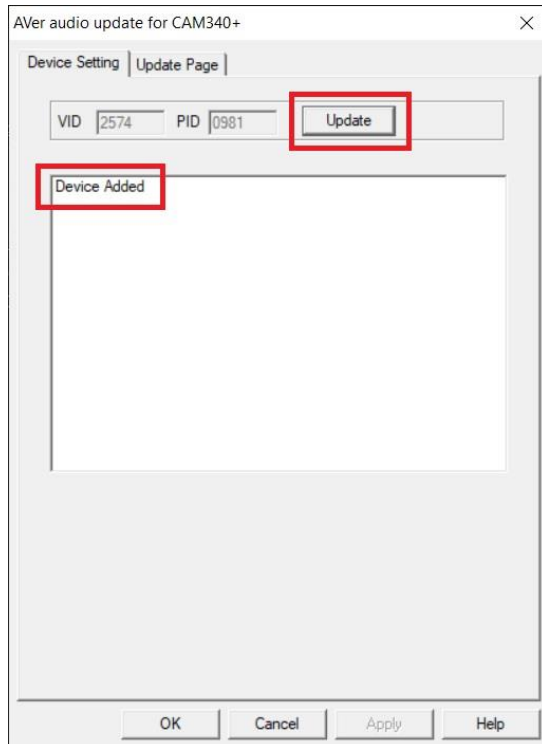 AVer audio update for CAM340+
Device Setting Update Page
VID 2574 PID 0981 Update
Device Added
OK Cancel Apply Help